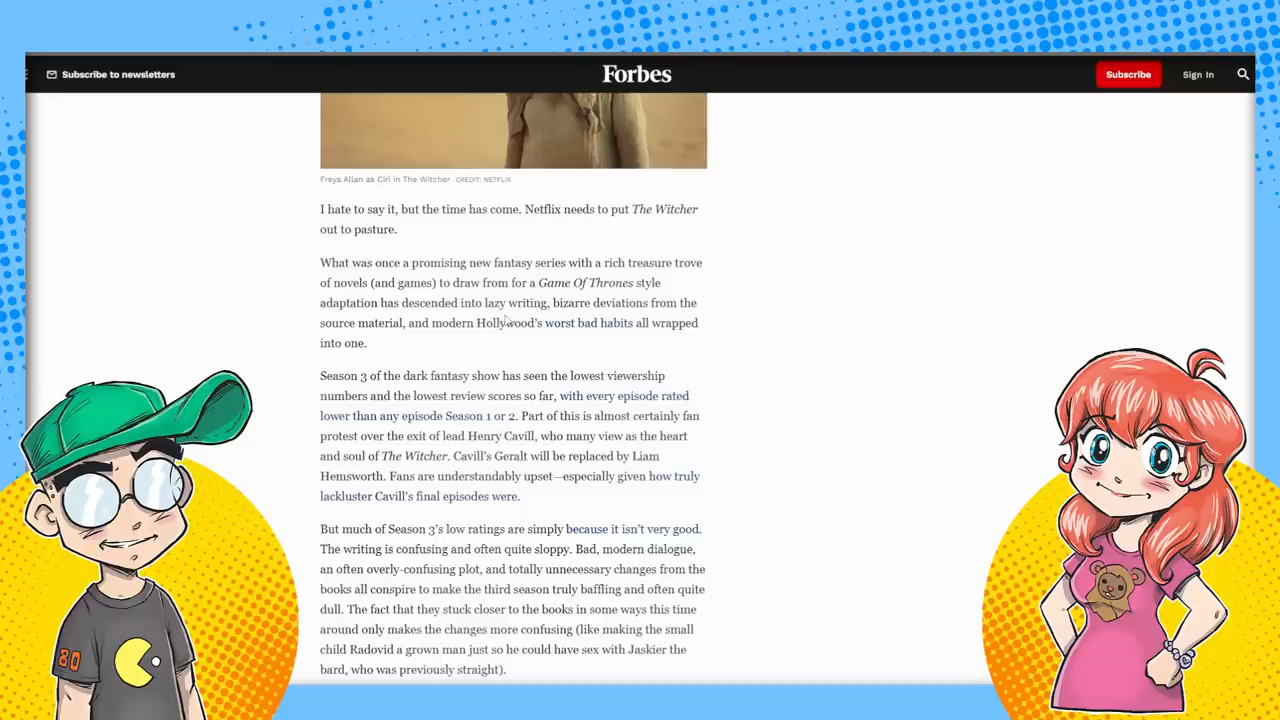 Subscribe to newsletters
Forbes
Subscribe
Sign In
Freya Allan as Ciri in The Witcher CREDIT: NETFLIX
I hate to say it, but the time has come. Netflix needs to put The Witcher
out to pasture.
What was once a promising new fantasy series with a rich treasure trove
of novels (and games) to draw from for a Game Of Thrones style
adaptation has descended into lazy writing, bizarre deviations from the
source material, and modern Hollywood's worst bad habits all wrapped
into one.
Season 3 of the dark fantasy show has seen the lowest viewership
numbers and the lowest review scores so far, with every episode rated
lower than any episode Season 1 or 2. Part of this is almost certainly fan
protest over the exit of lead Henry Cavill, who many view as the heart
and soul of The Witcher. Cavill's Geralt will be replaced by Liam
Hemsworth. Fans are understandably upset—especially given how truly
lackluster Cavill's final episodes were.
But much of Season 3's low ratings are simply because it isn't very good.
The writing is confusing and often quite sloppy. Bad, modern dialogue,
an often overly-confusing plot, and totally unnecessary changes from the
books all conspire to make the third season truly baffling and often quite
dull. The fact that they stuck closer to the books in some ways this time
around only makes the changes more confusing (like making the small
child Radovid a grown man just so he could have sex with Jaskier the
bard, who was previously straight).
80